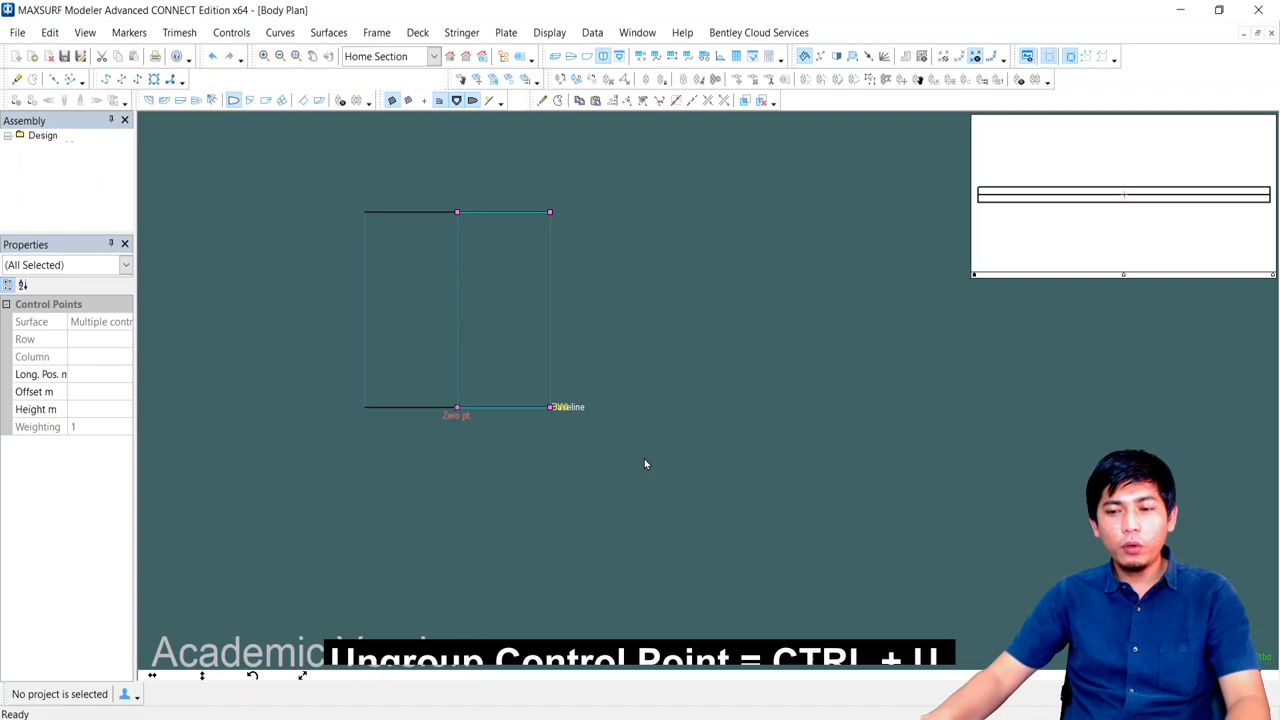 MAXSURF Modeler Advanced CONNECT Edition x64 - [Body Plan]
File Edit View Markers Trimesh Controls Curves Surfaces Frame Deck Stringer Plate Display Data Window Help Bentley Cloud Services
Home Section
Assembly
Design
Properties
(All Selected)
Control Points
Surface Multiple contr
Row
Column
Long. Pos. m
Offset m
Height m
Weighting 1
Zero pt.
Baseline
Academic
Ungroup Control Point = CTRL + U
No project is selected
Ready